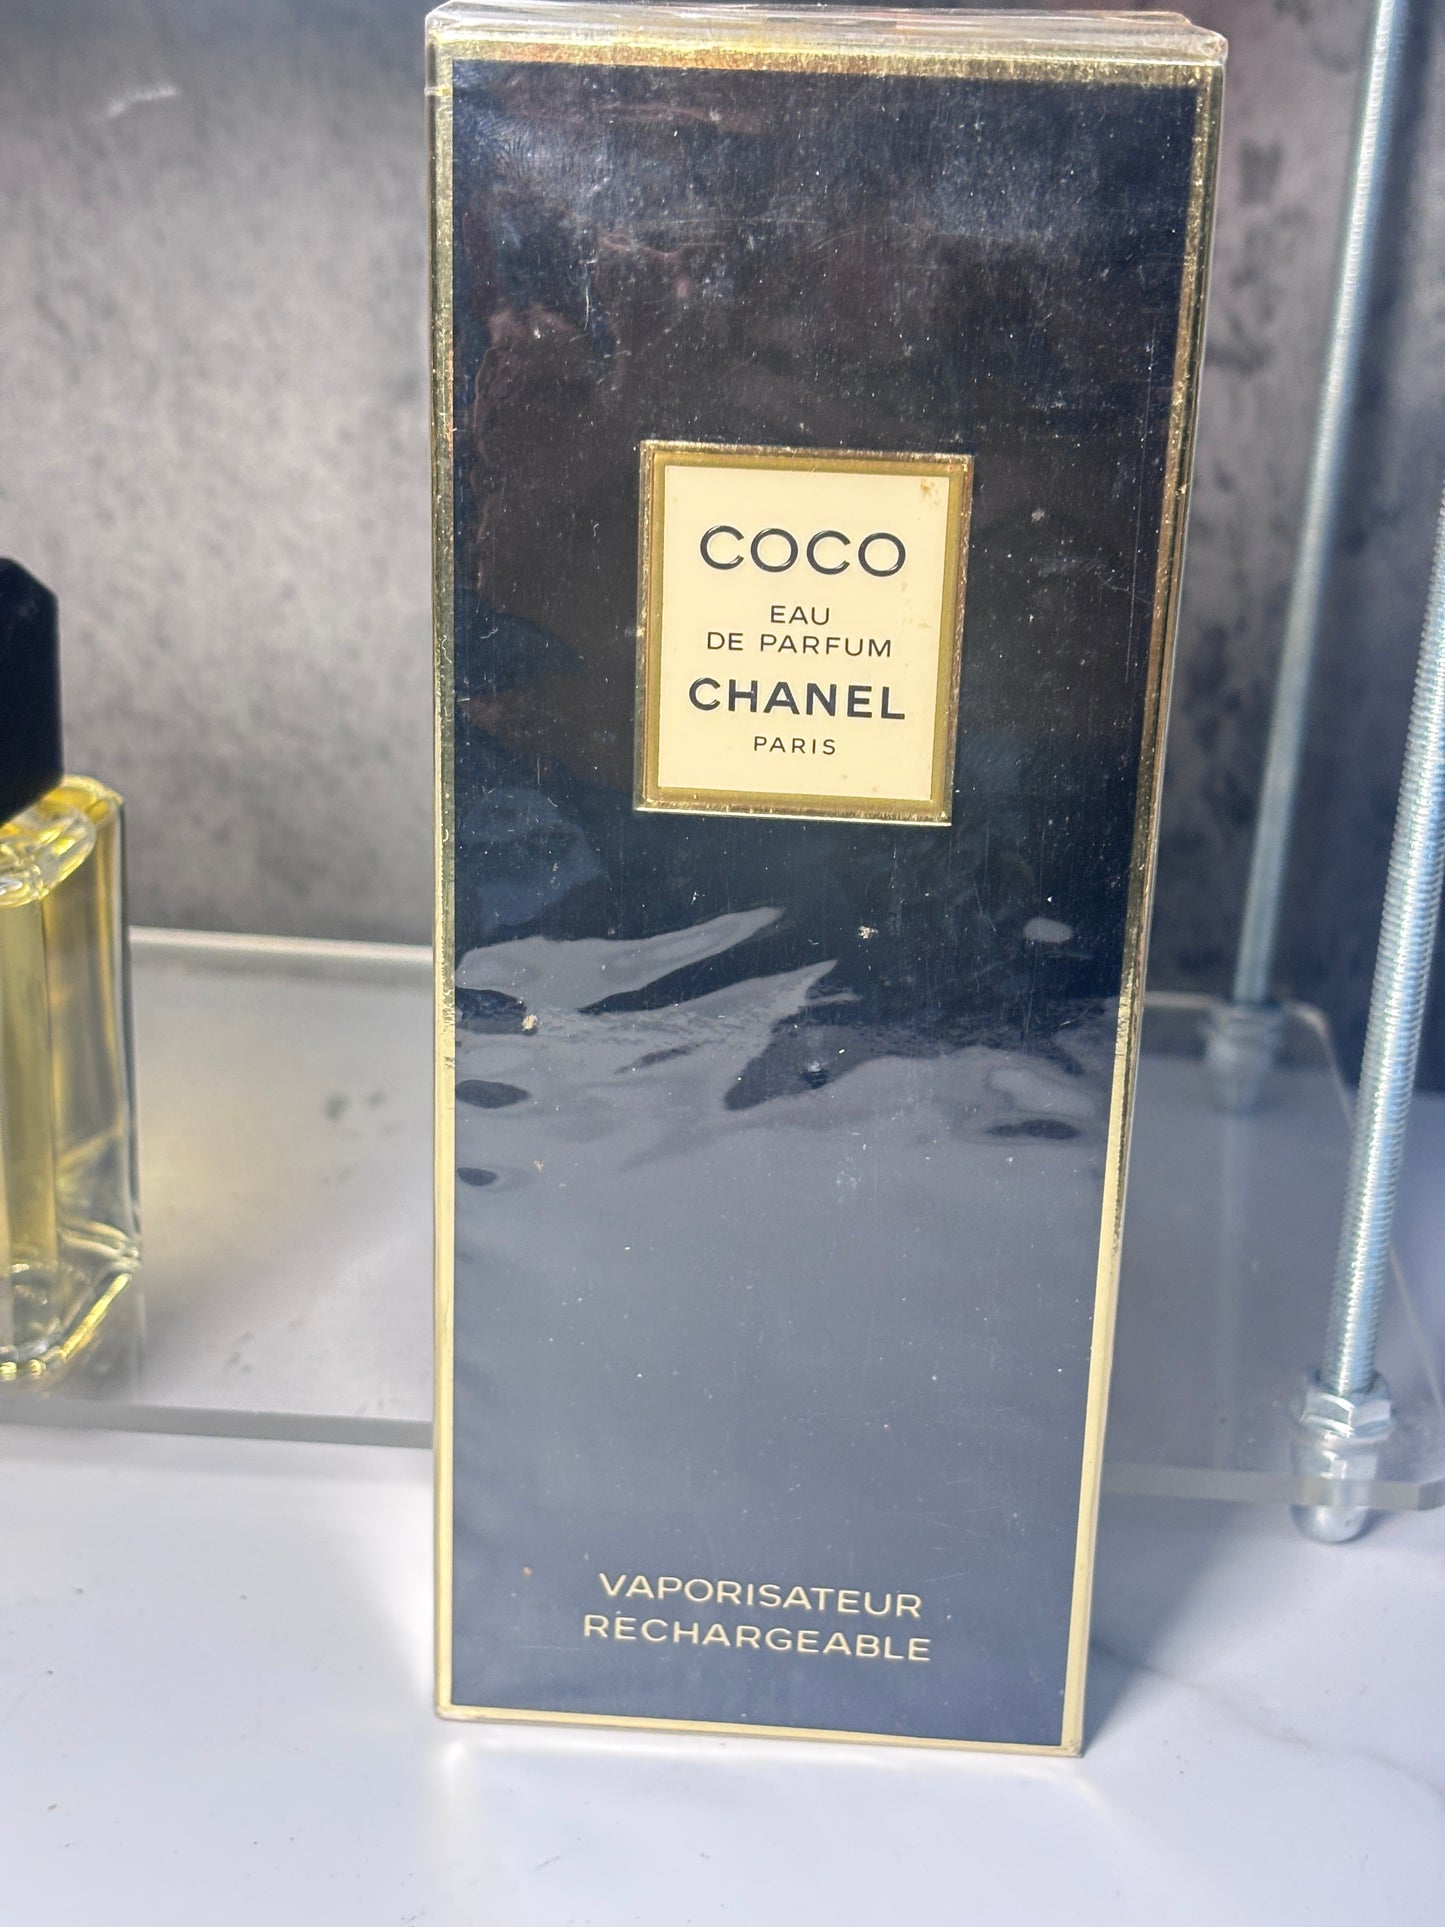 COCO
EAU
DE PARFUM
CHANEL
PARIS
VAPORISATEUR
RECHARGEABLE